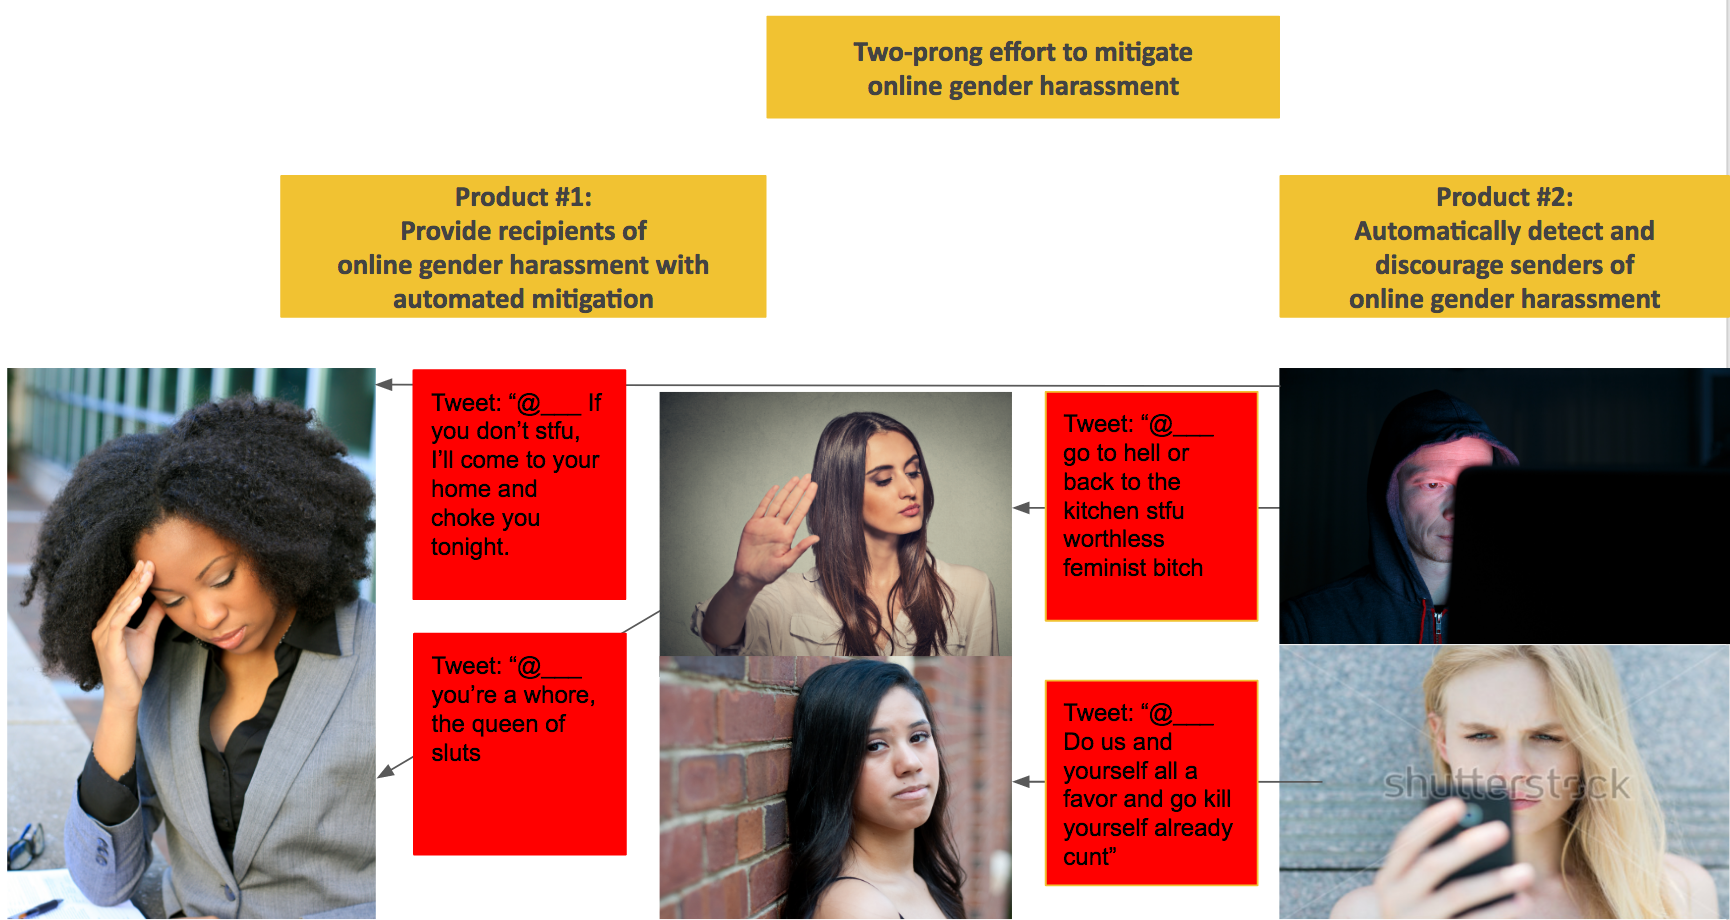 Two-prong effort to mitigate
online gender harassment
Product #1:
Provide recipients of
online gender harassment with
automated mitigation
Product #2:
Automatically detect and
discourage senders of
online gender harassment
Tweet: “@___ If
you don’t stfu,
I’ll come to your
home and
choke you
tonight.
Tweet: “@___
go to hell or
back to the
kitchen stfu
worthless
feminist bitch
Tweet: “@___
you’re a whore,
the queen of
sluts
Tweet: “@___
Do us and
yourself all a
favor and go kill
yourself already
cunt”
shutterstock